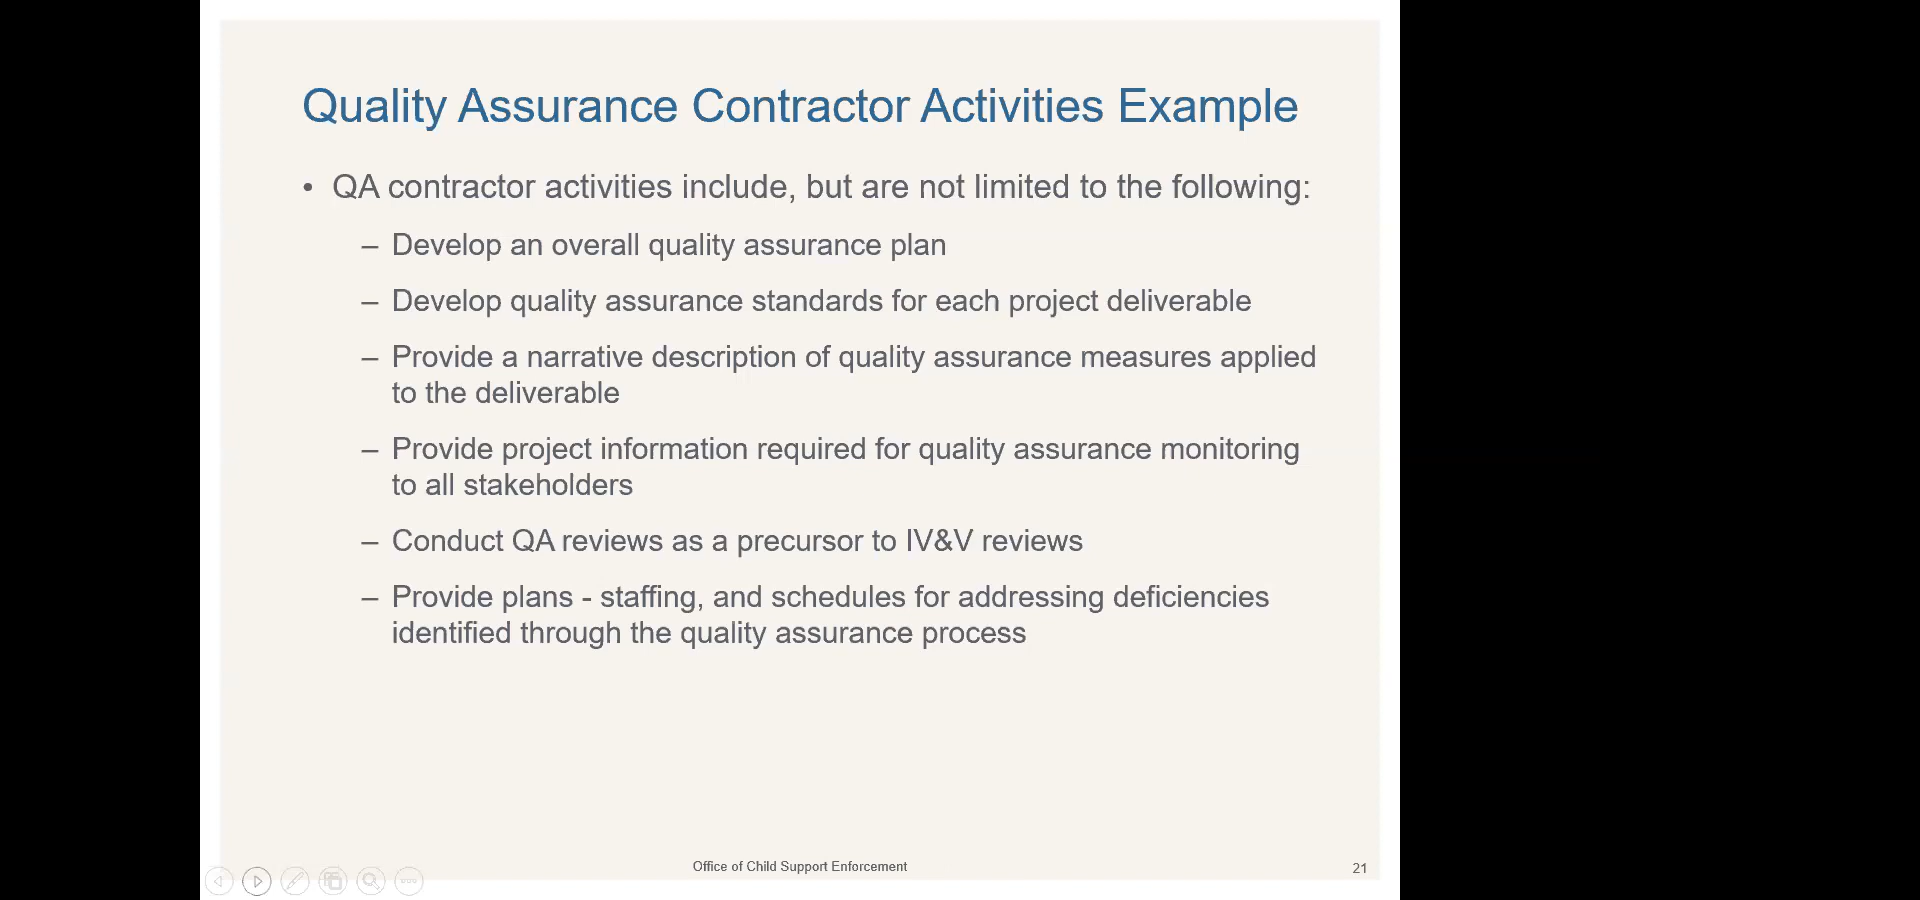 Quality Assurance Contractor Activities Example
• QA contractor activities include, but are not limited to the following:
– Develop an overall quality assurance plan
– Develop quality assurance standards for each project deliverable
– Provide a narrative description of quality assurance measures applied
to the deliverable
– Provide project information required for quality assurance monitoring
to all stakeholders
– Conduct QA reviews as a precursor to IV&V reviews
– Provide plans - staffing, and schedules for addressing deficiencies
identified through the quality assurance process
Office of Child Support Enforcement
21